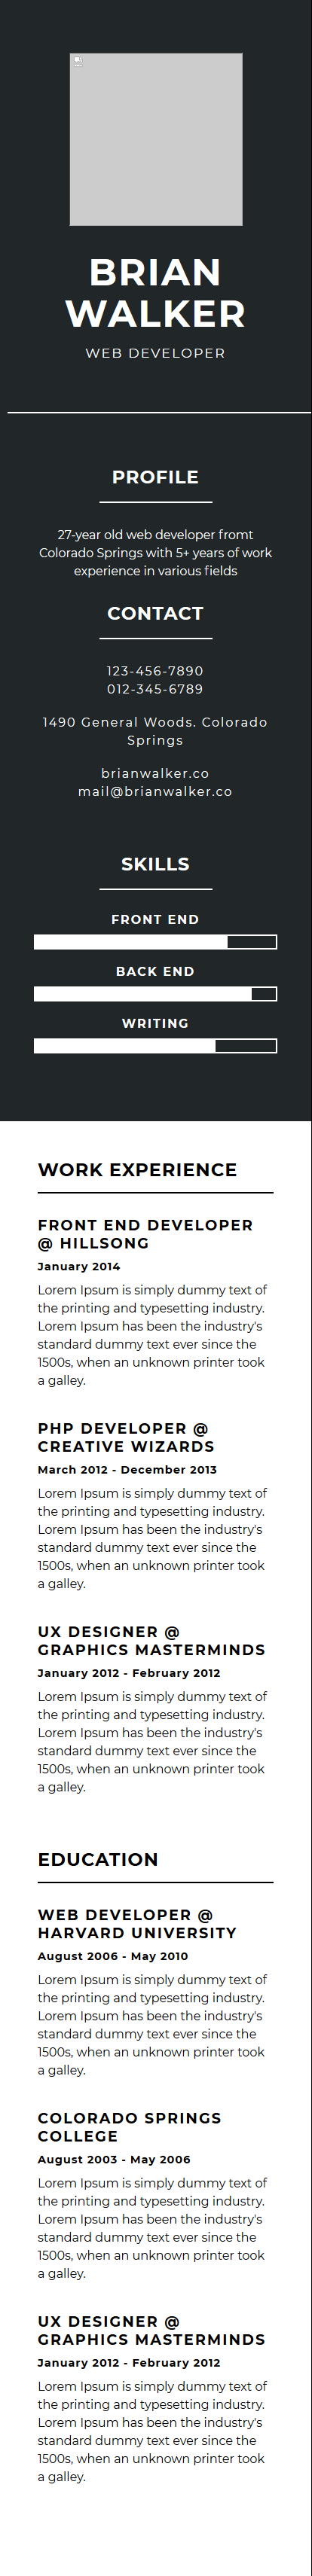 BRIAN
WALKER
WEB DEVELOPER
PROFILE
27-year old web developer fromt
Colorado Springs with 5+ years of work
experience in various fields
CONTACT
123-456-7890
012-345-6789
1490 General Woods. Colorado
Springs
brianwalker.co
mail@brianwalker.co
SKILLS
FRONT END
BACK END
WRITING
WORK EXPERIENCE
FRONT END DEVELOPER
@ HILLSONG
January 2014
Lorem Ipsum is simply dummy text of
the printing and typesetting industry.
Lorem Ipsum has been the industry's
standard dummy text ever since the
1500s, when an unknown printer took
a galley.
PHP DEVELOPER @
CREATIVE WIZARDS
March 2012 - December 2013
Lorem Ipsum is simply dummy text of
the printing and typesetting industry.
Lorem Ipsum has been the industry's
standard dummy text ever since the
1500s, when an unknown printer took
a galley.
UX DESIGNER @
GRAPHICS MASTERMINDS
January 2012 - February 2012
Lorem Ipsum is simply dummy text of
the printing and typesetting industry.
Lorem Ipsum has been the industry's
standard dummy text ever since the
1500s, when an unknown printer took
a galley.
EDUCATION
WEB DEVELOPER @
HARVARD UNIVERSITY
August 2006 - May 2010
Lorem Ipsum is simply dummy text of
the printing and typesetting industry.
Lorem Ipsum has been the industry's
standard dummy text ever since the
1500s, when an unknown printer took
a galley.
COLORADO SPRINGS
COLLEGE
August 2003 - May 2006
Lorem Ipsum is simply dummy text of
the printing and typesetting industry.
Lorem Ipsum has been the industry's
standard dummy text ever since the
1500s, when an unknown printer took
a galley.
UX DESIGNER @
GRAPHICS MASTERMINDS
January 2012 - February 2012
Lorem Ipsum is simply dummy text of
the printing and typesetting industry.
Lorem Ipsum has been the industry's
standard dummy text ever since the
1500s, when an unknown printer took
a galley.